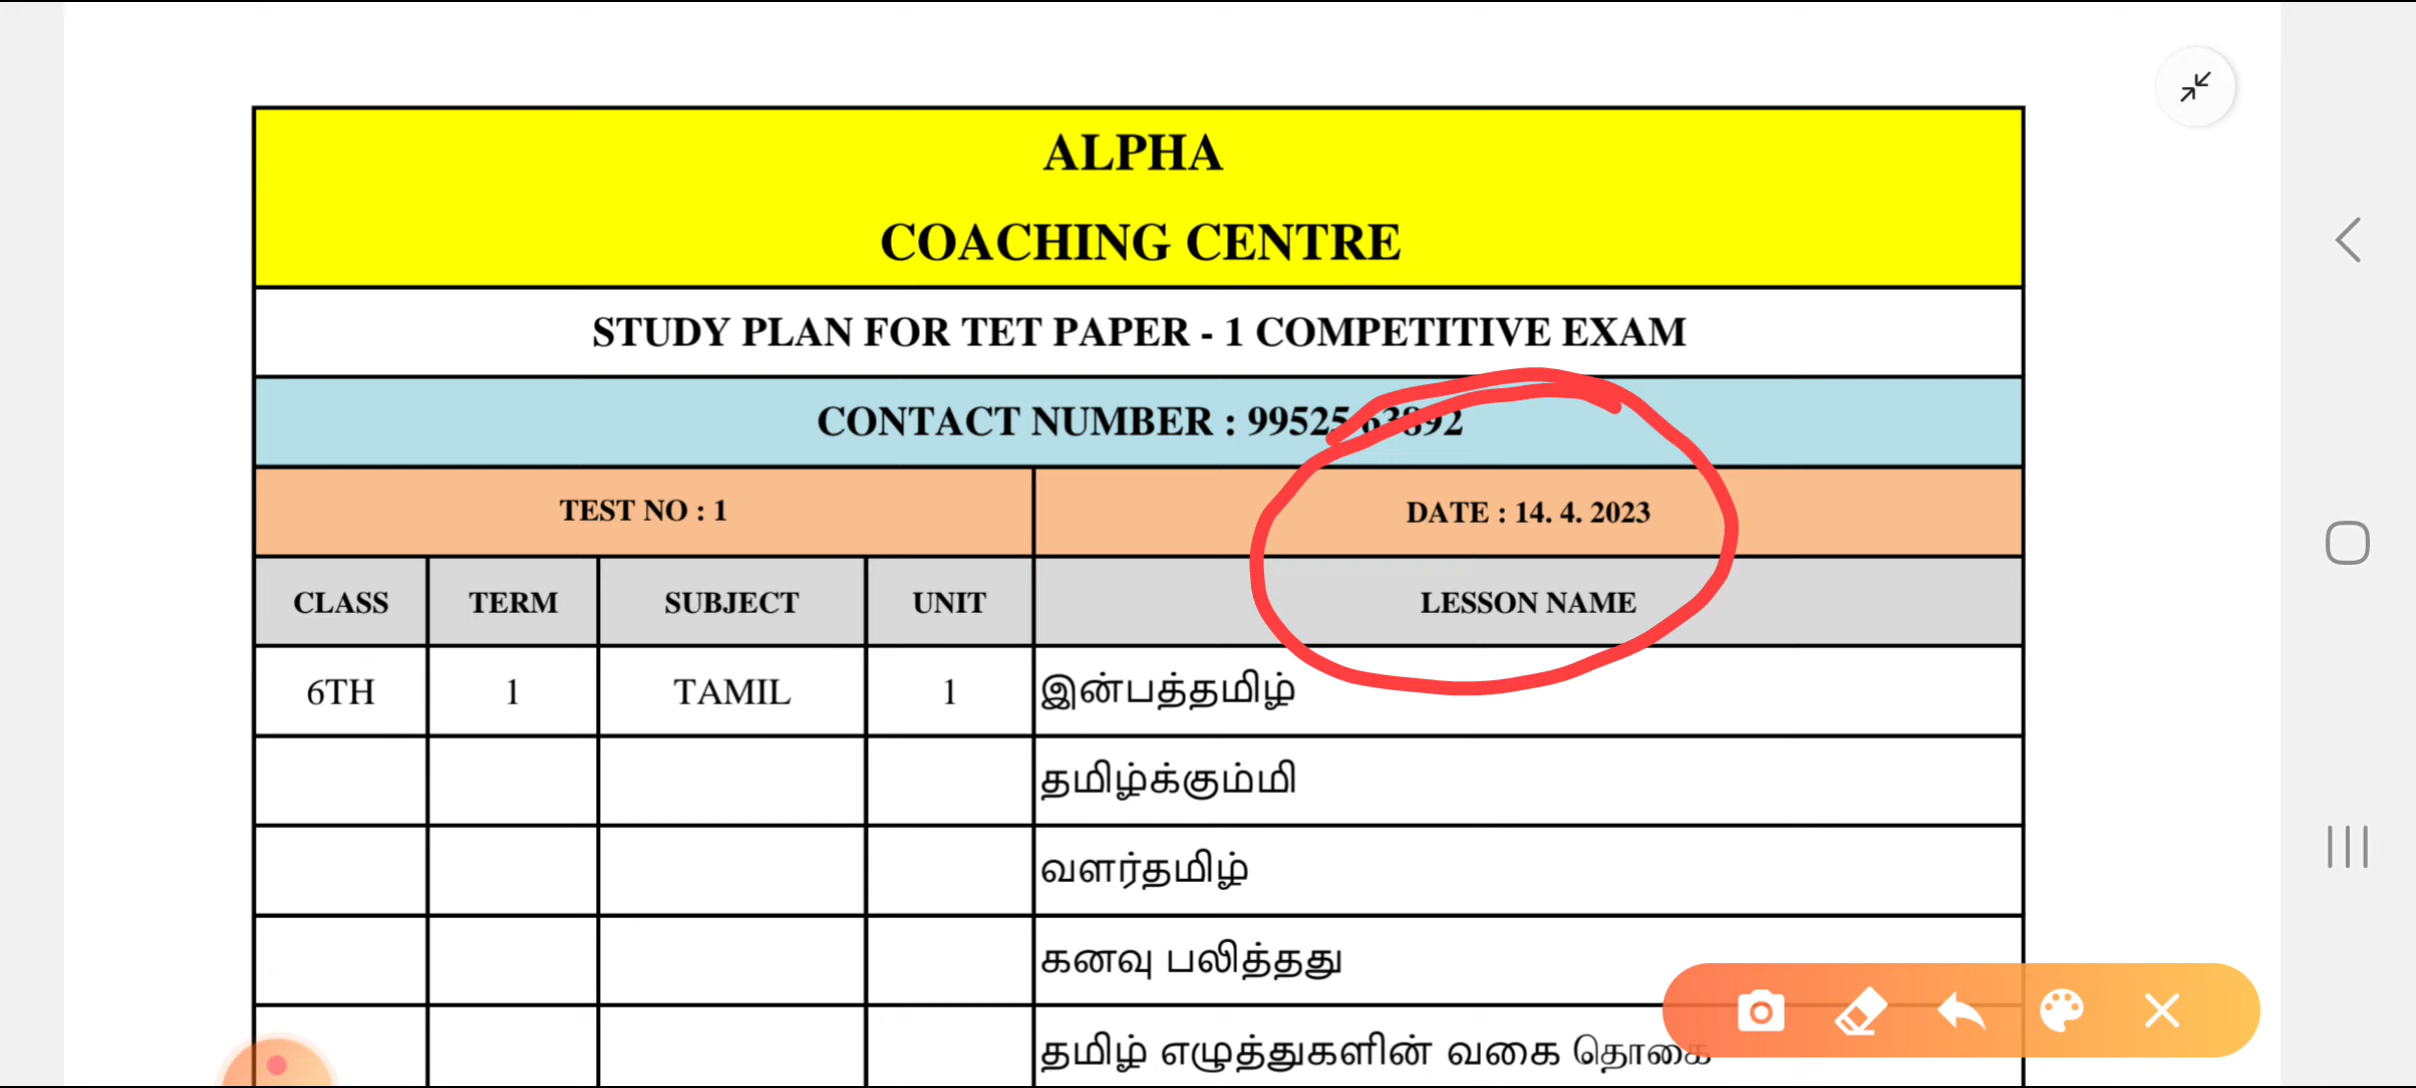 ALPHA
COACHING CENTRE
STUDY PLAN FOR TET PAPER - 1 COMPETITIVE EXAM
CONTACT NUMBER : 99525 63892
TEST NO : 1 DATE : 14. 4. 2023
CLASS TERM SUBJECT UNIT LESSON NAME
6TH 1 TAMIL 1 இன்பத்தமிழ்
தமிழ்க்கும்மி
வளர்தமிழ்
கனவு பலித்தது
தமிழ் எழுத்துகளின் வகை தொகை